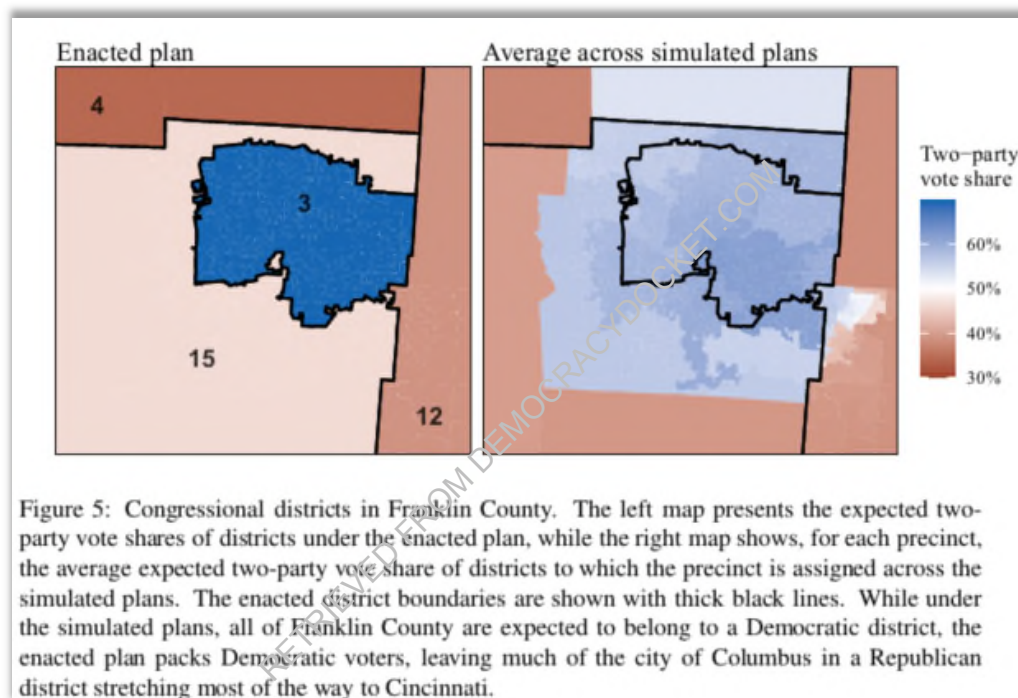 Enacted plan
Average across simulated plans
4
3
15
12
Two-party
vote share
60%
50%
40%
30%
RETRIEVED FROM DEMOCRACYDOCKET.COM
Figure 5: Congressional districts in Franklin County. The left map presents the expected two-
party vote shares of districts under the enacted plan, while the right map shows, for each precinct,
the average expected two-party vote share of districts to which the precinct is assigned across the
simulated plans. The enacted district boundaries are shown with thick black lines. While under
the simulated plans, all of Franklin County are expected to belong to a Democratic district, the
enacted plan packs Democratic voters, leaving much of the city of Columbus in a Republican
district stretching most of the way to Cincinnati.